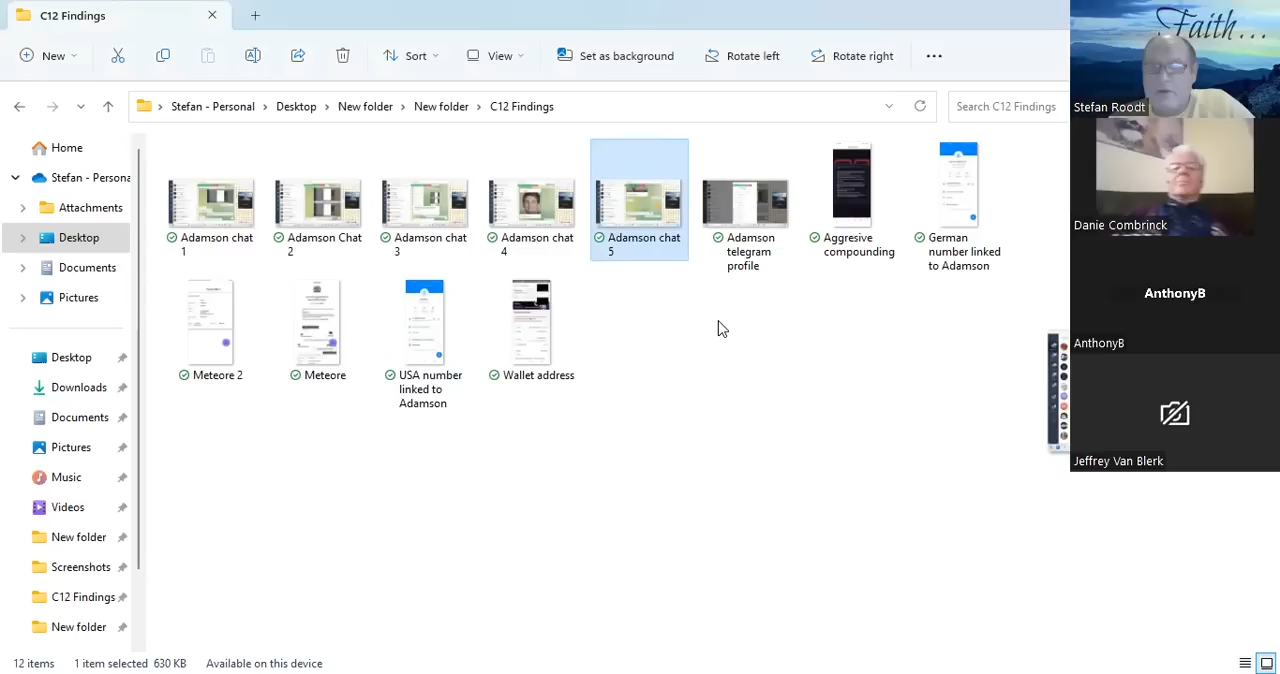 C12 Findings
New
Sort
View
Set as background
Rotate left
Rotate right
Stefan - Personal
Desktop
New folder
New folder
C12 Findings
Search C12 Findings
Home
Stefan - Persona
Attachments
Desktop
Documents
Pictures
Desktop
Downloads
Documents
Pictures
Music
Videos
New folder
Screenshots
C12 Findings
New folder
Adamson chat
1
Adamson Chat
2
Adamson chat
3
Adamson chat
4
Adamson chat
5
Adamson
telegram
profile
Aggresive
compounding
German
number linked
to Adamson
Meteore 2
Meteore
USA number
linked to
Adamson
Wallet address
12 items
1 item selected 630 KB
Available on this device
Faith...
Stefan Roodt
Danie Combrinck
AnthonyB
AnthonyB
Jeffrey Van Blerk